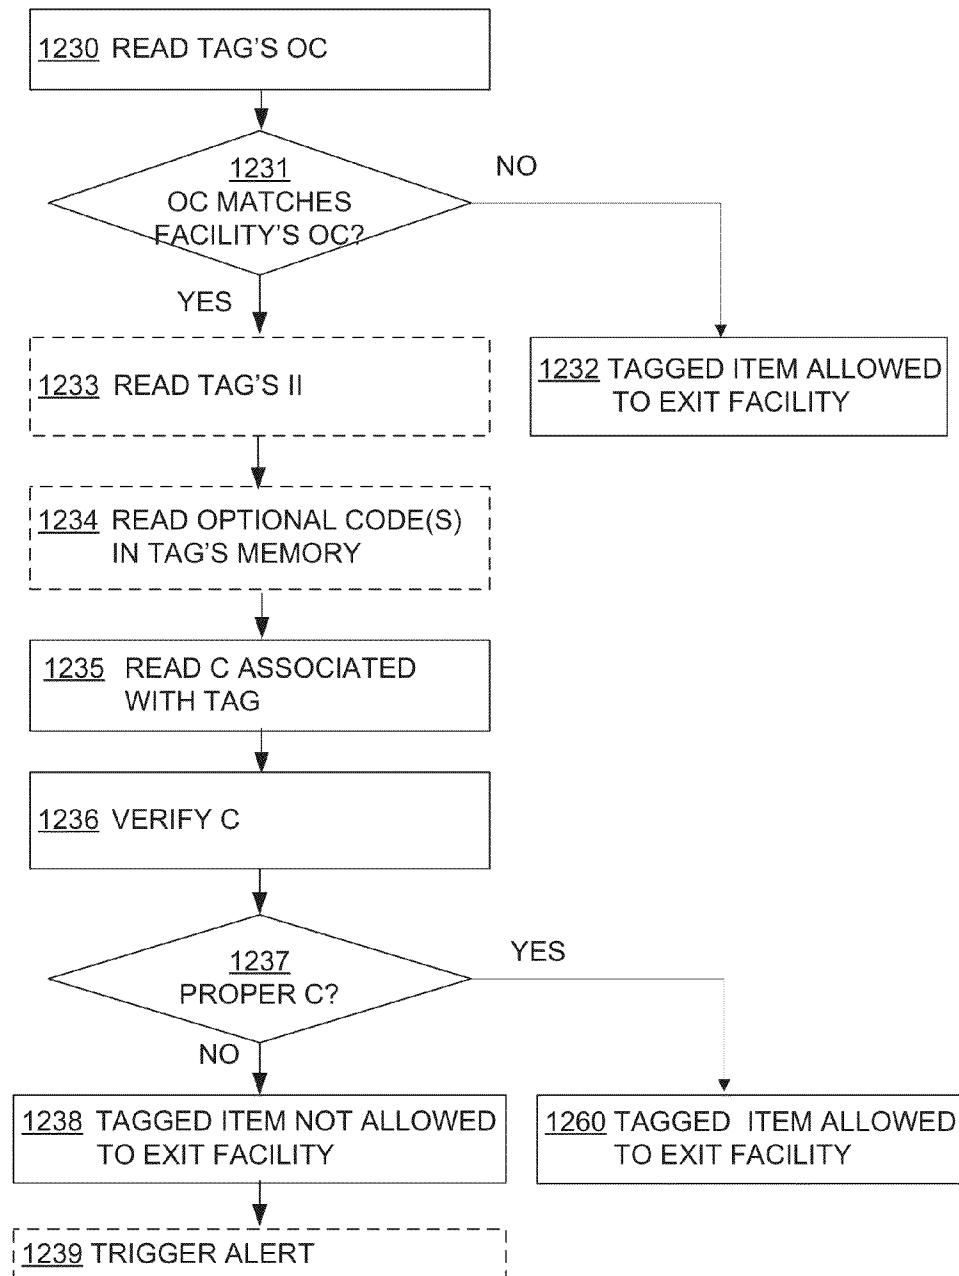 1230 READ TAG'S OC
1231
OC MATCHES
FACILITY'S OC?
NO
YES
1233 READ TAG'S II
1232 TAGGED ITEM ALLOWED
TO EXIT FACILITY
1234 READ OPTIONAL CODE(S)
IN TAG'S MEMORY
1235 READ C ASSOCIATED
WITH TAG
1236 VERIFY C
1237
PROPER C?
YES
NO
1238 TAGGED ITEM NOT ALLOWED
TO EXIT FACILITY
1260 TAGGED ITEM ALLOWED
TO EXIT FACILITY
1239 TRIGGER ALERT